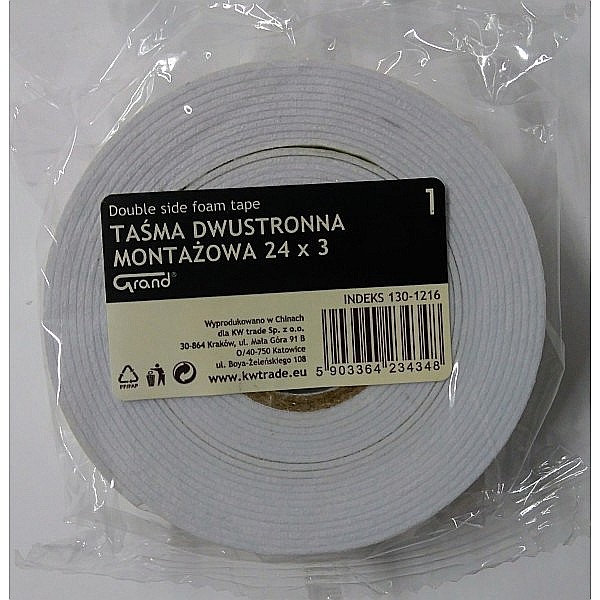 Double side foam tape
1
TAŚMA DWUSTRONNA
MONTAŻOWA 24 x 3
Grand®
INDEKS 130-1216
Wyprodukowano w Chinach
dla KW trade Sp. z o.o.
30-864 Kraków, ul. Mała Góra 91 B
O/40-750 Katowice
ul. Boya-Żeleńskiego 108
www.kwtrade.eu
PP/PAP
5 903364 234348